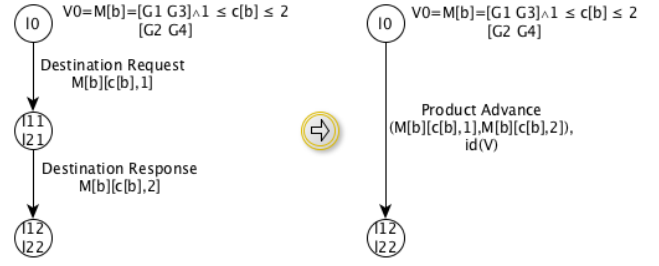 I0
V0=M[b]=[G1 G3]∧1 ≤ c[b] ≤ 2
[G2 G4]
Destination Request
M[b][c[b],1]
I11
I21
Destination Response
M[b][c[b],2]
I12
I22
I0
V0=M[b]=[G1 G3]∧1 ≤ c[b] ≤ 2
[G2 G4]
Product Advance
(M[b][c[b],1],M[b][c[b],2]),
id(V)
I12
I22